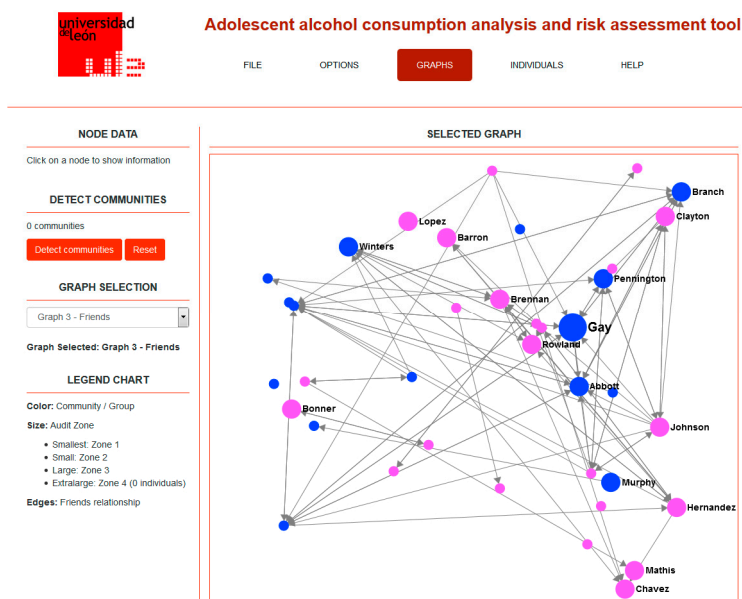 universidad
de león
Adolescent alcohol consumption analysis and risk assessment tool
FILE
OPTIONS
GRAPHS
INDIVIDUALS
HELP
NODE DATA
Click on a node to show information
DETECT COMMUNITIES
0 communities
Detect communities
Reset
GRAPH SELECTION
Graph 3 - Friends
Graph Selected: Graph 3 - Friends
LEGEND CHART
Color: Community / Group
Size: Audit Zone
Smallest: Zone 1
Small: Zone 2
Large: Zone 3
Extralarge: Zone 4 (0 individuals)
Edges: Friends relationship
SELECTED GRAPH
Branch
Clayton
Lopez
Barron
Winters
Pennington
Brennan
Gay
Rowland
Abbott
Bonner
Johnson
Murphy
Hernandez
Mathis
Chavez